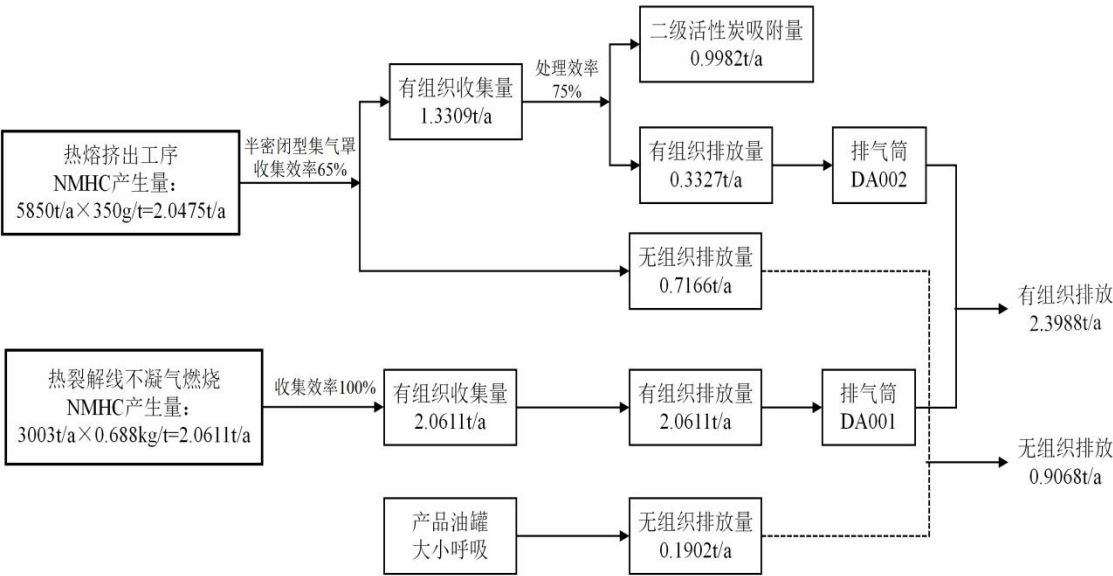 二级活性炭吸附量
0.9982t/a
处理效率
75%
有组织收集量
1.3309t/a
半密闭型集气罩
收集效率65%
热熔挤出工序
NMHC产生量：
5850t/a×350g/t=2.0475t/a
有组织排放量
0.3327t/a
排气筒
DA002
无组织排放量
0.7166t/a
有组织排放
2.3988t/a
热裂解线不凝气燃烧
NMHC产生量：
3003t/a×0.688kg/t=2.0611t/a
收集效率100%
有组织收集量
2.0611t/a
有组织排放量
2.0611t/a
排气筒
DA001
无组织排放
0.9068t/a
产品油罐
大小呼吸
无组织排放量
0.1902t/a